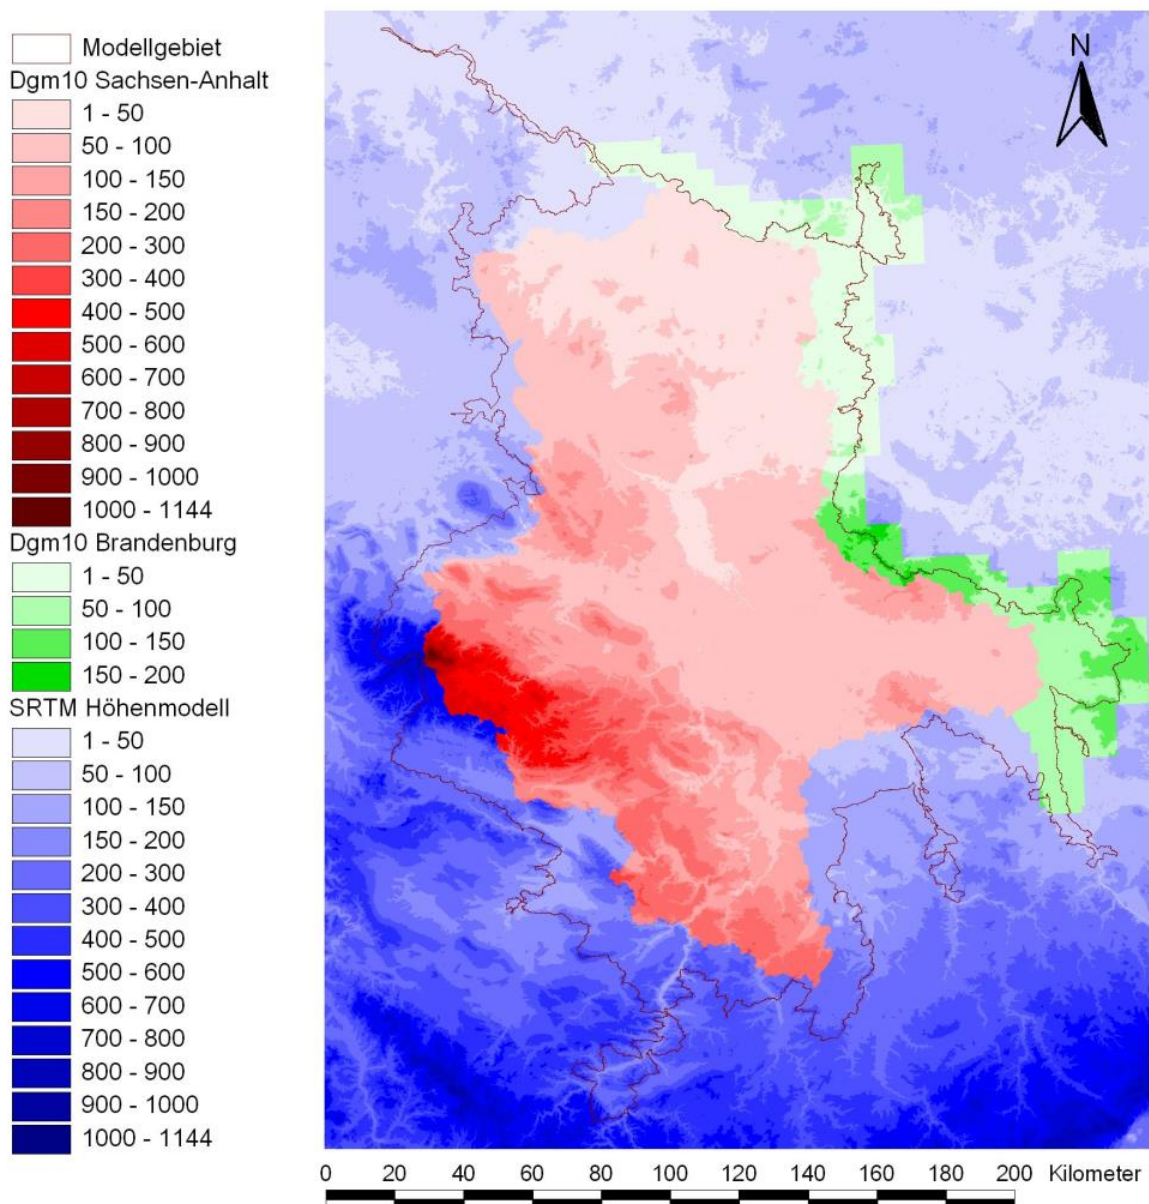 Modellgebiet
Dgm10 Sachsen-Anhalt
1 - 50
50 - 100
100 - 150
150 - 200
200 - 300
300 - 400
400 - 500
500 - 600
600 - 700
700 - 800
800 - 900
900 - 1000
1000 - 1144
Dgm10 Brandenburg
1 - 50
50 - 100
100 - 150
150 - 200
SRTM Höhenmodell
1 - 50
50 - 100
100 - 150
150 - 200
200 - 300
300 - 400
400 - 500
500 - 600
600 - 700
700 - 800
800 - 900
900 - 1000
1000 - 1144
N
0 20 40 60 80 100 120 140 160 180 200 Kilometer